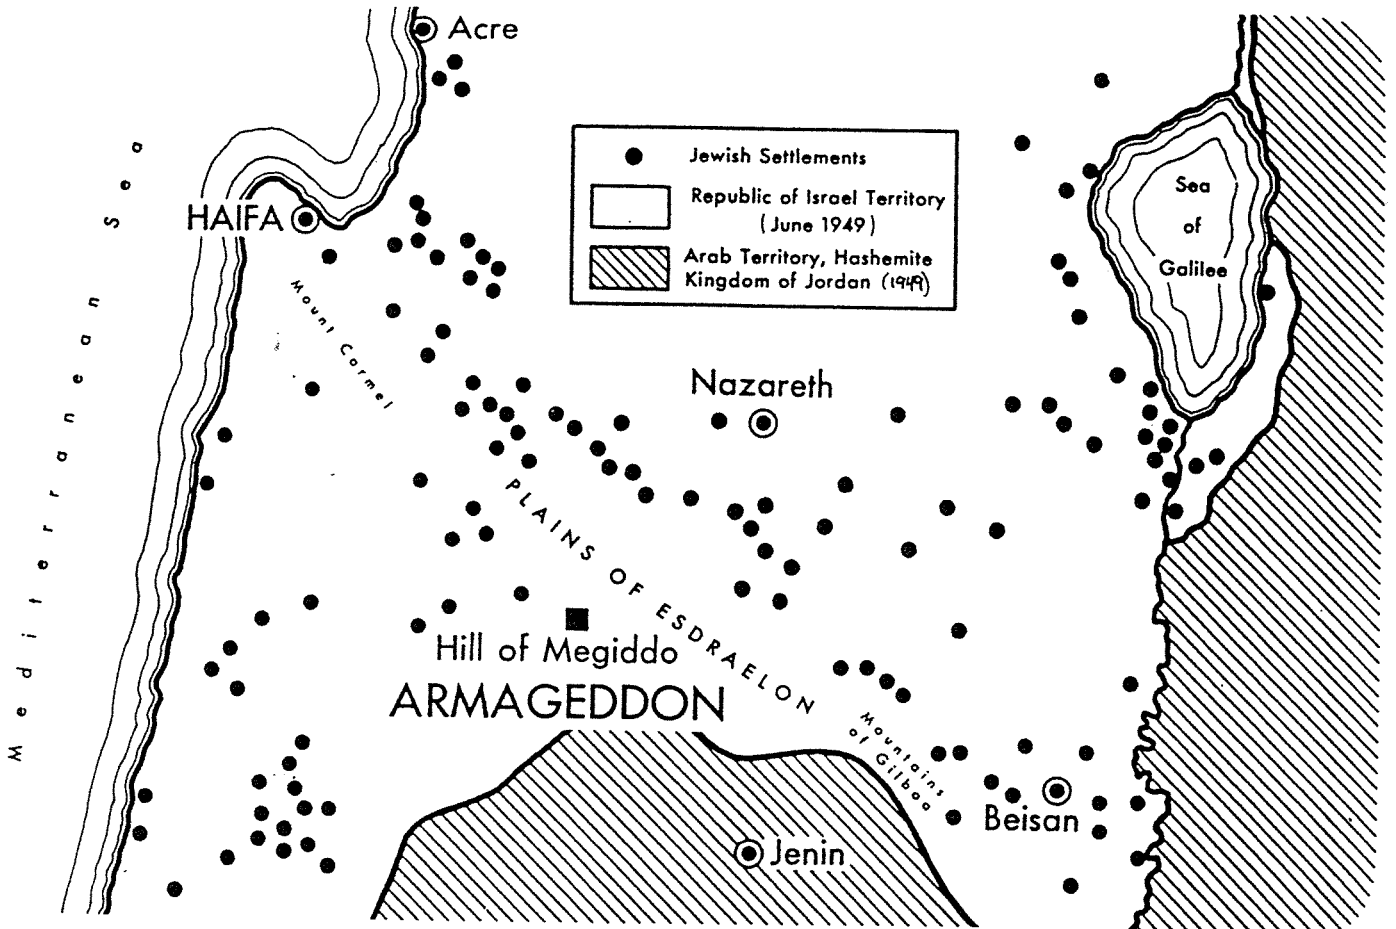 Acre
Mediterranean Sea
HAIFA
Mount Carmel
Jewish Settlements
Republic of Israel Territory
(June 1949)
Arab Territory, Hashemite
Kingdom of Jordan (1949)
Sea
of
Galilee
Nazareth
PLAINS OF ESDRAELON
Hill of Megiddo
ARMAGEDDON
Mountains
of Gilboa
Beisan
Jenin